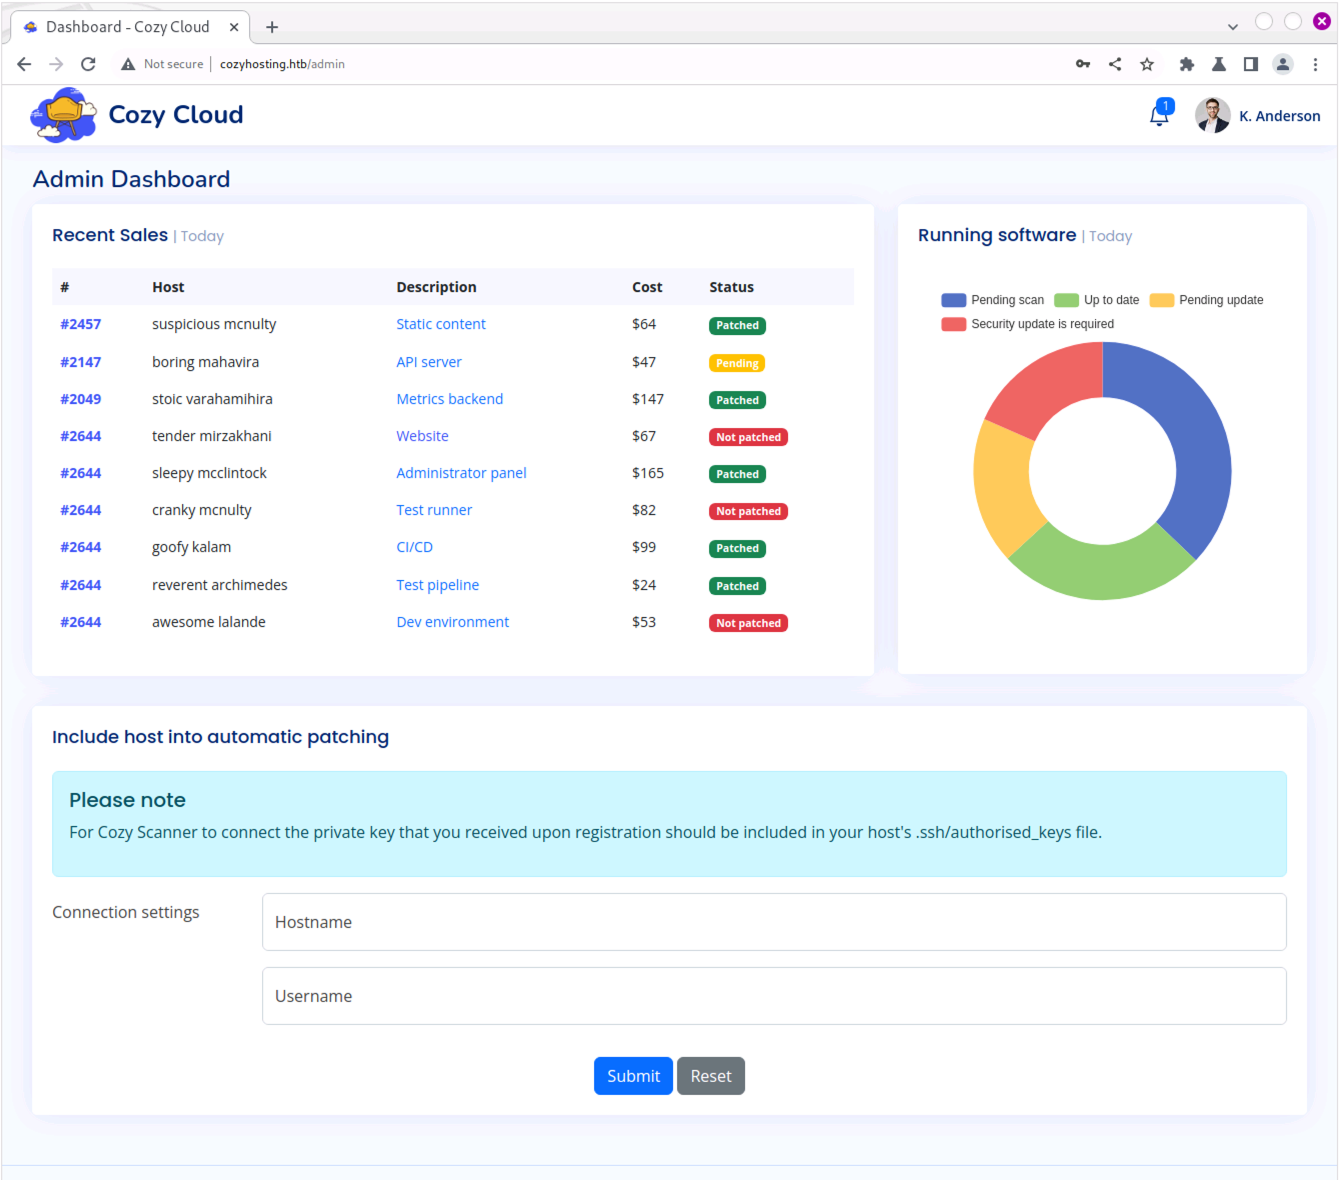 Dashboard - Cozy Cloud
Not secure | cozyhosting.htb/admin
Cozy Cloud
1
K. Anderson
Admin Dashboard
Recent Sales | Today
# Host Description Cost Status
#2457 suspicious mcnulty Static content $64 Patched
#2147 boring mahavira API server $47 Pending
#2049 stoic varahamihira Metrics backend $147 Patched
#2644 tender mirzakhani Website $67 Not patched
#2644 sleepy mcclintock Administrator panel $165 Patched
#2644 cranky mcnulty Test runner $82 Not patched
#2644 goofy kalam CI/CD $99 Patched
#2644 reverent archimedes Test pipeline $24 Patched
#2644 awesome lalande Dev environment $53 Not patched
Running software | Today
Pending scan Up to date Pending update
Security update is required
Include host into automatic patching
Please note
For Cozy Scanner to connect the private key that you received upon registration should be included in your host's .ssh/authorised_keys file.
Connection settings
Hostname
Username
Submit Reset